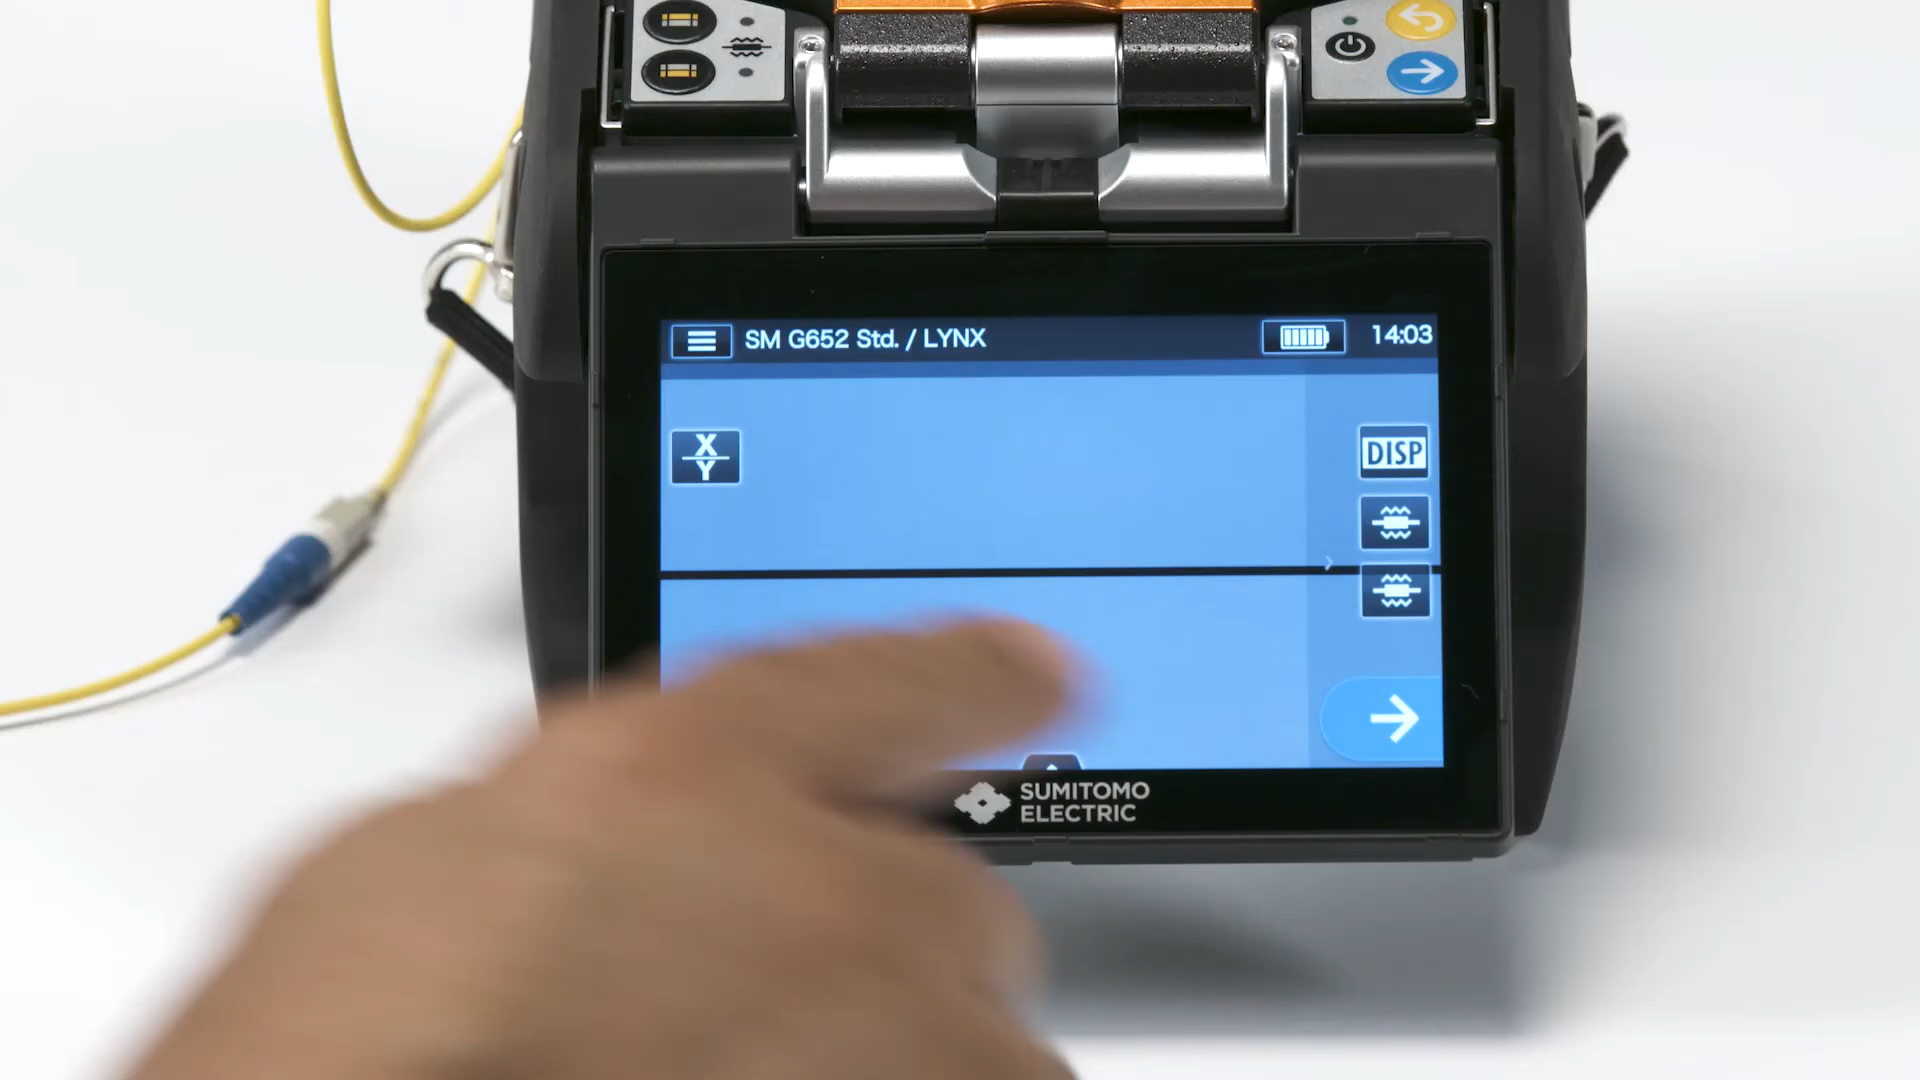 SM G652 Std. / LYNX
14:03
X
Y
DISP
SUMITOMO
ELECTRIC